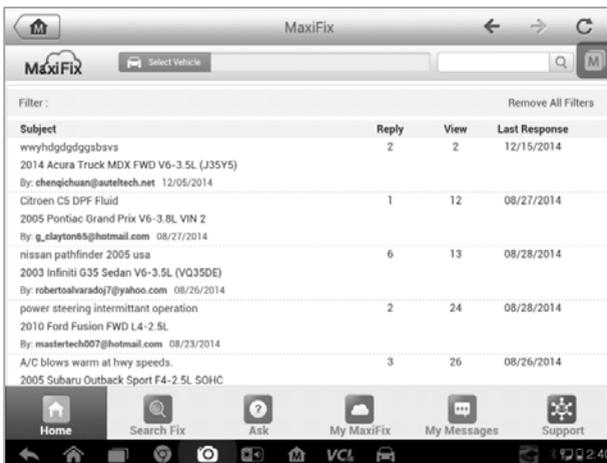 MaxiFix
MaxiFix Select Vehicle M
Filter : Remove All Filters
Subject Reply View Last Response
wwyhdgdgdggsbsvs 2 2 12/15/2014
2014 Acura Truck MDX FWD V6-3.5L (J35Y5)
By: chenqichuan@auteltech.net 12/05/2014
Citroen C5 DPF Fluid 1 12 08/27/2014
2005 Pontiac Grand Prix V6-3.8L VIN 2
By: g_clayton65@hotmail.com 08/27/2014
nissan pathfinder 2005 usa 6 13 08/28/2014
2003 Infiniti G35 Sedan V6-3.5L (VQ35DE)
By: robertoalvaradoj7@yahoo.com 08/26/2014
power steering intermittant operation 2 24 08/28/2014
2010 Ford Fusion FWD L4-2.5L
By: mastertech007@hotmail.com 08/23/2014
A/C blows warm at hwy speeds. 3 26 08/26/2014
2005 Subaru Outback Sport F4-2.5L SOHC
Home Search Fix Ask My MaxiFix My Messages Support
VCI 2:40